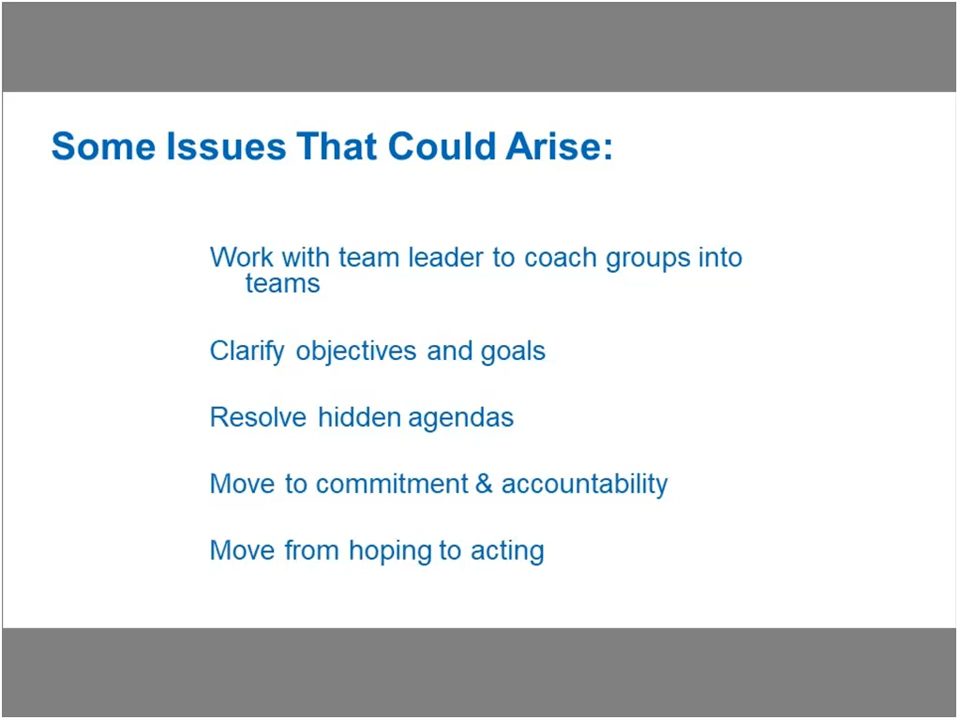 Some Issues That Could Arise:
Work with team leader to coach groups into
teams
Clarify objectives and goals
Resolve hidden agendas
Move to commitment & accountability
Move from hoping to acting